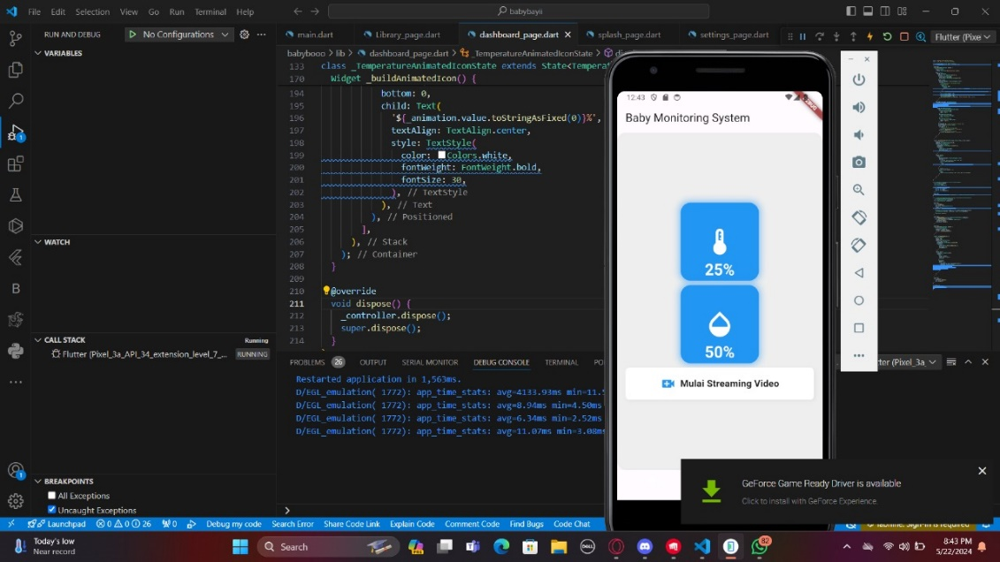 File Edit Selection View Go Run Terminal Help
babybayii
RUN AND DEBUG
No Configurations
main.dart
Library_page.dart
dashboard_page.dart
splash_page.dart
settings_page.dart
Flutter (Pixe
VARIABLES
babybooo > lib > dashboard_page.dart > _TemperatureAnimatedIconState >
133 class _TemperatureAnimatedIconState extends State<Tempera
170 Widget _buildAnimatedIcon() {
194 bottom: 0,
195 child: Text(
196 '${_animation.value.toStringAsFixed(0)}%',
197 textAlign: TextAlign.center,
198 style: TextStyle(
199 color: Colors.white,
200 fontWeight: FontWeight.bold,
201 fontSize: 30,
202 ), // TextStyle
203 ), // Text
204 ), // Positioned
205 ],
206 ), // Stack
207 ); // Container
208 }
209
210 @override
211 void dispose() {
212 _controller.dispose();
213 super.dispose();
214 }
WATCH
CALL STACK
Running
Flutter (Pixel_3a_API_34_extension_level_7_...
RUNNING
BREAKPOINTS
All Exceptions
Uncaught Exceptions
PROBLEMS 26 OUTPUT SERIAL MONITOR DEBUG CONSOLE TERMINAL PO
tter (Pixel_3a_
Restarted application in 1,563ms.
D/EGL_emulation( 1772): app_time_stats: avg=4133.93ms min=11.5
D/EGL_emulation( 1772): app_time_stats: avg=8.94ms min=4.50ms
D/EGL_emulation( 1772): app_time_stats: avg=6.34ms min=2.52ms
D/EGL_emulation( 1772): app_time_stats: avg=11.07ms min=3.08ms
12:43
DEBUG
Baby Monitoring System
25%
50%
Mulai Streaming Video
GeForce Game Ready Driver is available
Click to install with GeForce Experience.
Launchpad 0 0 26 0 Debug my code Search Error Share Code Link Explain Code Comment Code Find Bugs Code Chat
Today's low
Near record
Search
82
8:43 PM
5/22/2024